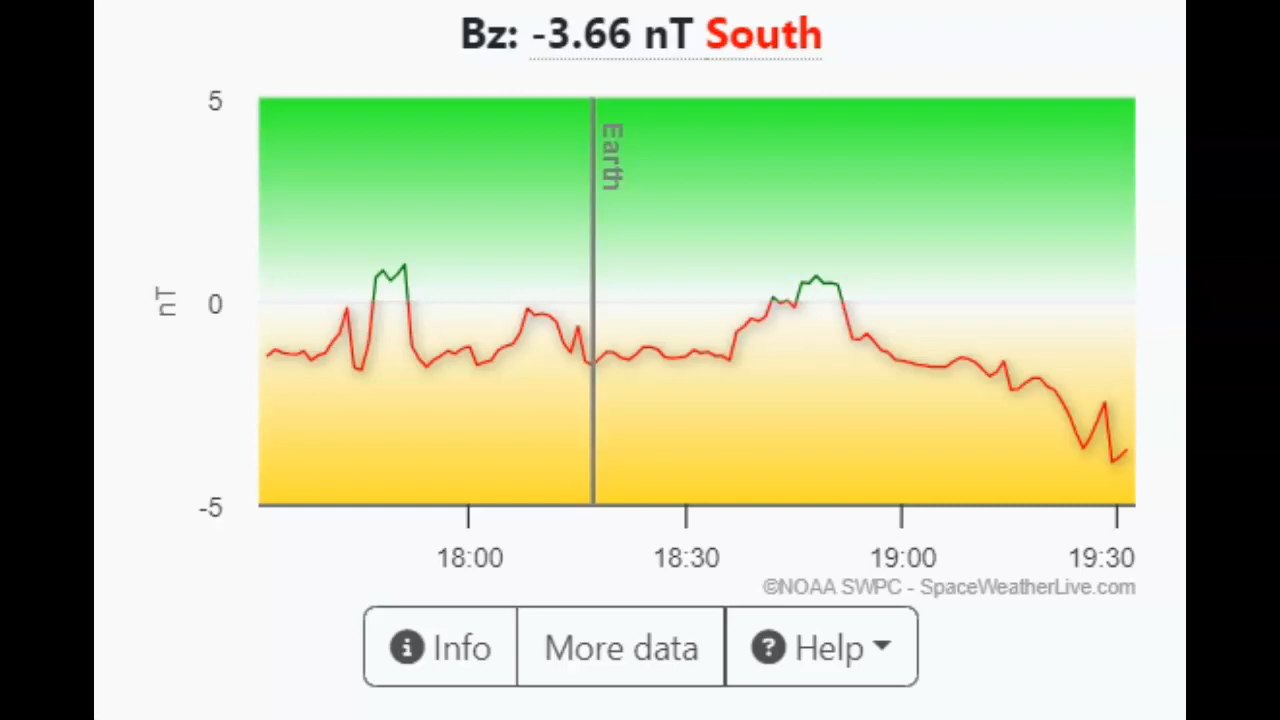 Bz: -3.66 nT South
5
Earth
nT
0
-5
18:00 18:30 19:00 19:30
©NOAA SWPC - SpaceWeatherLive.com
Info More data Help